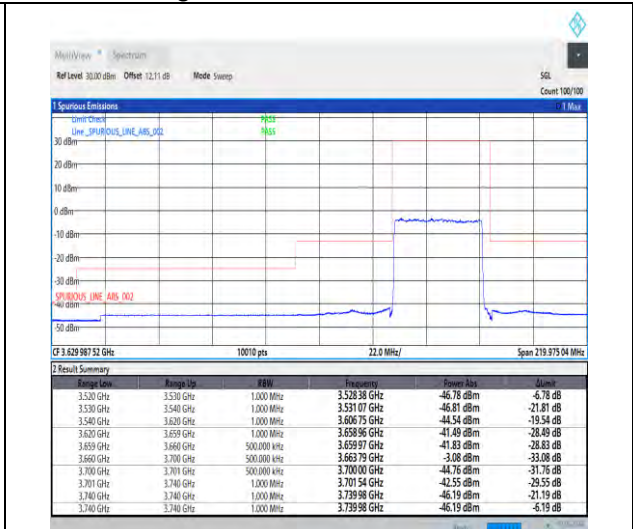 MultiView Spectrum
Ref Level 30.00 dBm Offset 12.11 dB Mode Sweep SGL
Count 100/100
1 Spurious Emissions 1 Max
Limit Check PASS
Line _SPURIOUS_LINE_ABS_002 PASS
30 dBm
20 dBm
10 dBm
0 dBm
-10 dBm
-20 dBm
-30 dBm
SPURIOUS_LINE_ABS_002
-40 dBm
-50 dBm
CF 3.629 987 52 GHz 10010 pts 22.0 MHz/ Span 219.975 04 MHz
2 Result Summary
Range Low Range Up RBW Frequency Power Abs ΔLimit
3.520 GHz 3.530 GHz 1.000 MHz 3.528 38 GHz -46.78 dBm -6.78 dB
3.530 GHz 3.540 GHz 1.000 MHz 3.531 07 GHz -46.81 dBm -21.81 dB
3.540 GHz 3.620 GHz 1.000 MHz 3.606 75 GHz -44.54 dBm -19.54 dB
3.620 GHz 3.659 GHz 1.000 MHz 3.658 96 GHz -41.49 dBm -28.49 dB
3.659 GHz 3.660 GHz 500.000 kHz 3.659 97 GHz -41.83 dBm -28.83 dB
3.660 GHz 3.700 GHz 500.000 kHz 3.663 79 GHz -3.08 dBm -33.08 dB
3.700 GHz 3.701 GHz 500.000 kHz 3.700 00 GHz -44.76 dBm -31.76 dB
3.701 GHz 3.740 GHz 1.000 MHz 3.701 54 GHz -42.55 dBm -29.55 dB
3.740 GHz 3.740 GHz 1.000 MHz 3.739 98 GHz -46.19 dBm -21.19 dB
3.740 GHz 3.740 GHz 1.000 MHz 3.739 98 GHz -46.19 dBm -6.19 dB